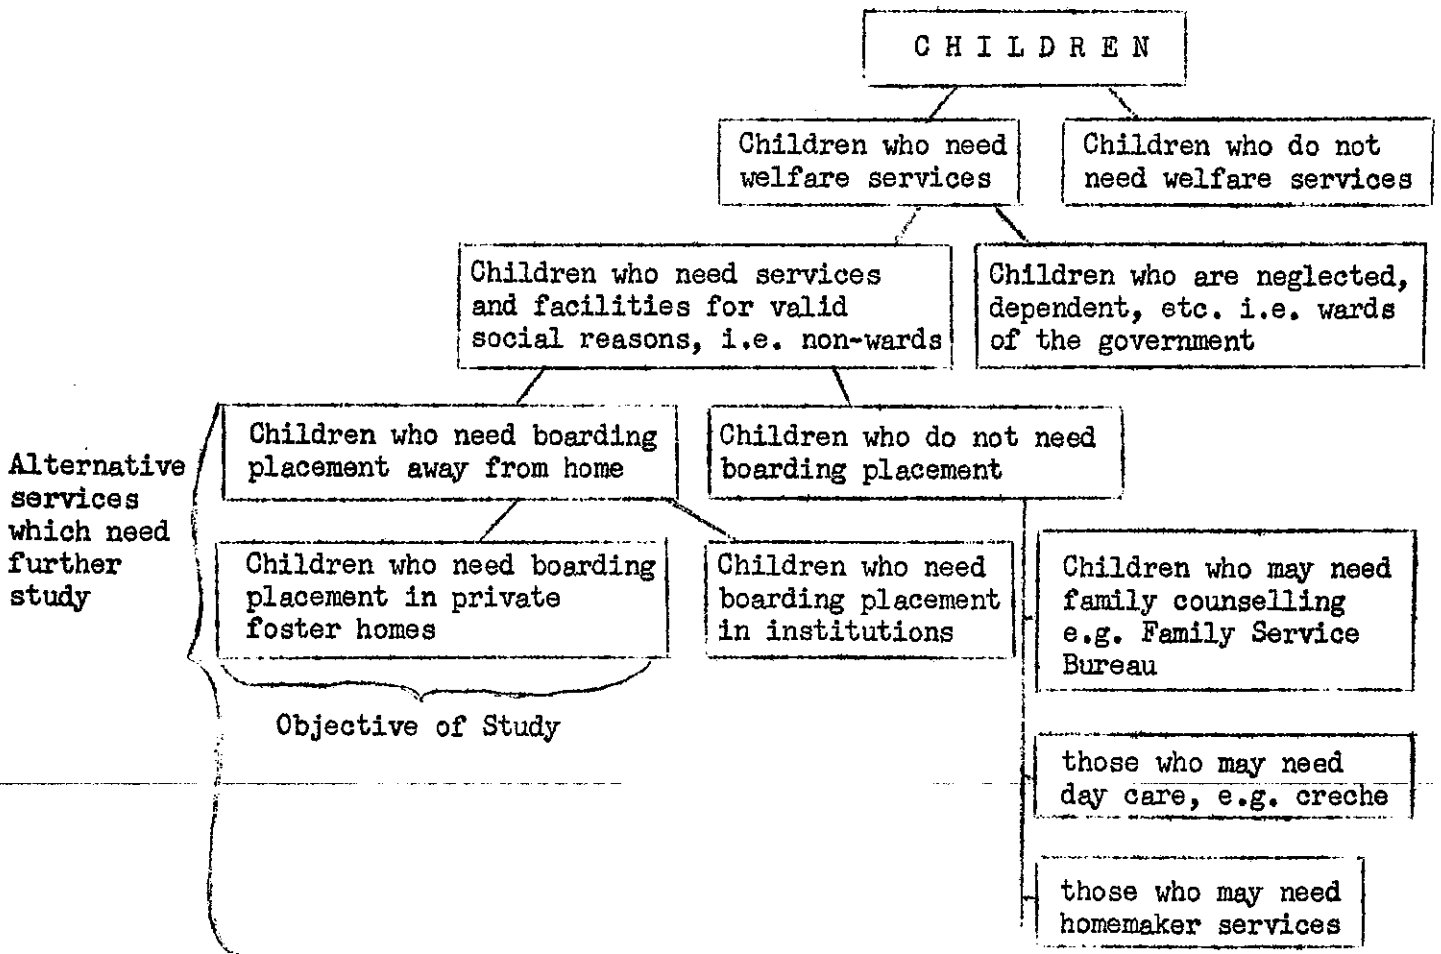 C H I L D R E N
Children who need
welfare services
Children who do not
need welfare services
Children who need services
and facilities for valid
social reasons, i.e. non-wards
Children who are neglected,
dependent, etc. i.e. wards
of the government
Alternative
services
which need
further
study
Children who need boarding
placement away from home
Children who do not need
boarding placement
Children who need boarding
placement in private
foster homes
Children who need
boarding placement
in institutions
Children who may need
family counselling
e.g. Family Service
Bureau
Objective of Study
those who may need
day care, e.g. creche
those who may need
homemaker services